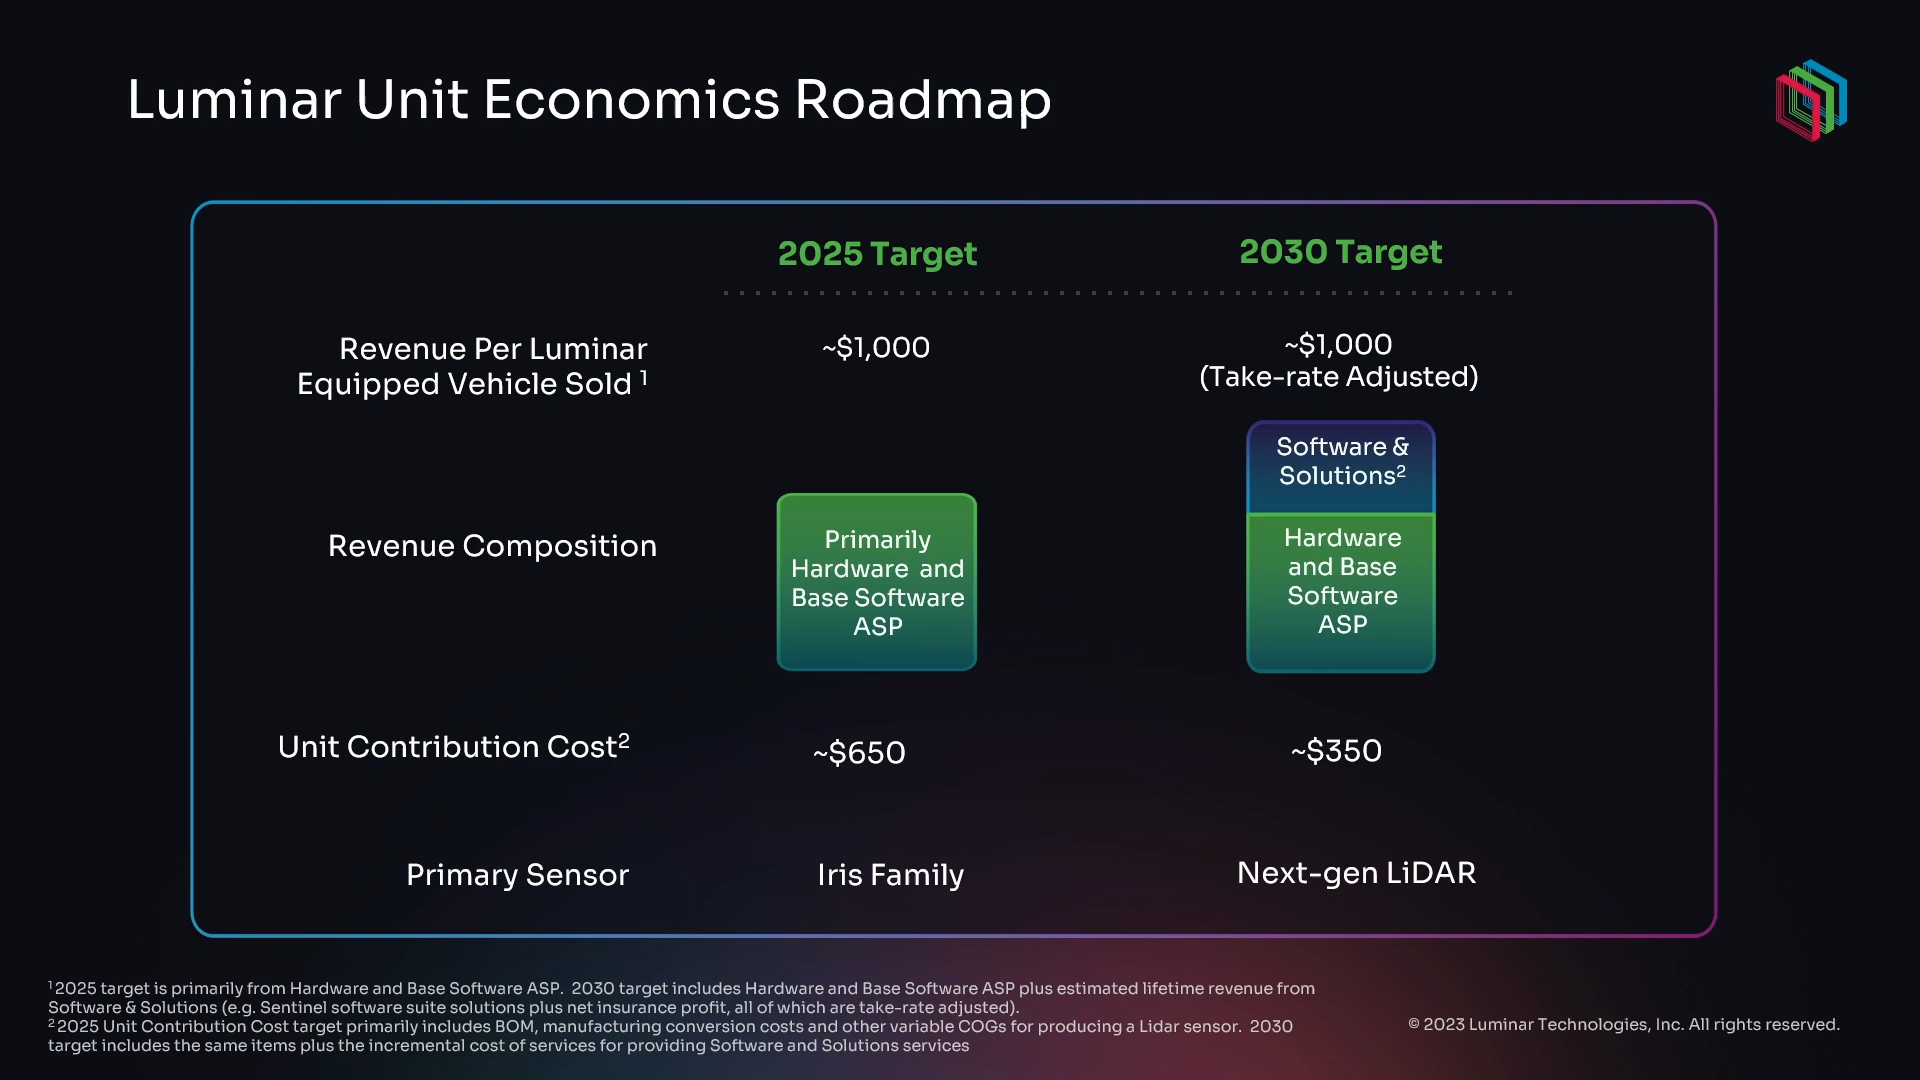 Luminar Unit Economics Roadmap
2025 Target
2030 Target
Revenue Per Luminar
Equipped Vehicle Sold ¹
~$1,000
~$1,000
(Take-rate Adjusted)
Revenue Composition
Primarily
Hardware and
Base Software
ASP
Software &
Solutions²
Hardware
and Base
Software
ASP
Unit Contribution Cost²
~$650
~$350
Primary Sensor
Iris Family
Next-gen LiDAR
¹ 2025 target is primarily from Hardware and Base Software ASP. 2030 target includes Hardware and Base Software ASP plus estimated lifetime revenue from
Software & Solutions (e.g. Sentinel software suite solutions plus net insurance profit, all of which are take-rate adjusted).
² 2025 Unit Contribution Cost target primarily includes BOM, manufacturing conversion costs and other variable COGs for producing a Lidar sensor. 2030
target includes the same items plus the incremental cost of services for providing Software and Solutions services
© 2023 Luminar Technologies, Inc. All rights reserved.